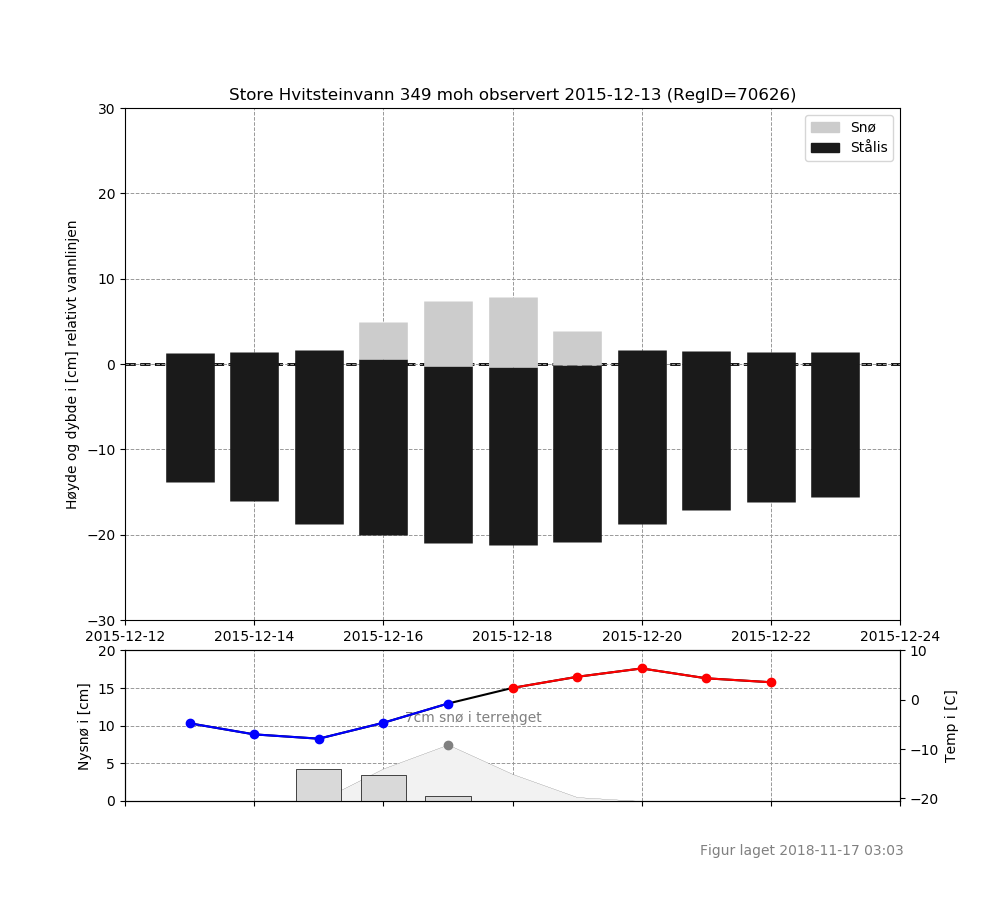 Store Hvitsteinvann 349 moh observert 2015-12-13 (RegID=70626)
Snø
Stålis
Høyde og dybde i [cm] relativt vannlinjen
30
20
10
0
−10
−20
−30
2015-12-12 2015-12-14 2015-12-16 2015-12-18 2015-12-20 2015-12-22 2015-12-24
Nysnø i [cm]
20
15
10
5
0
7cm snø i terrenget
10
0
−10
−20
Temp i [C]
Figur laget 2018-11-17 03:03